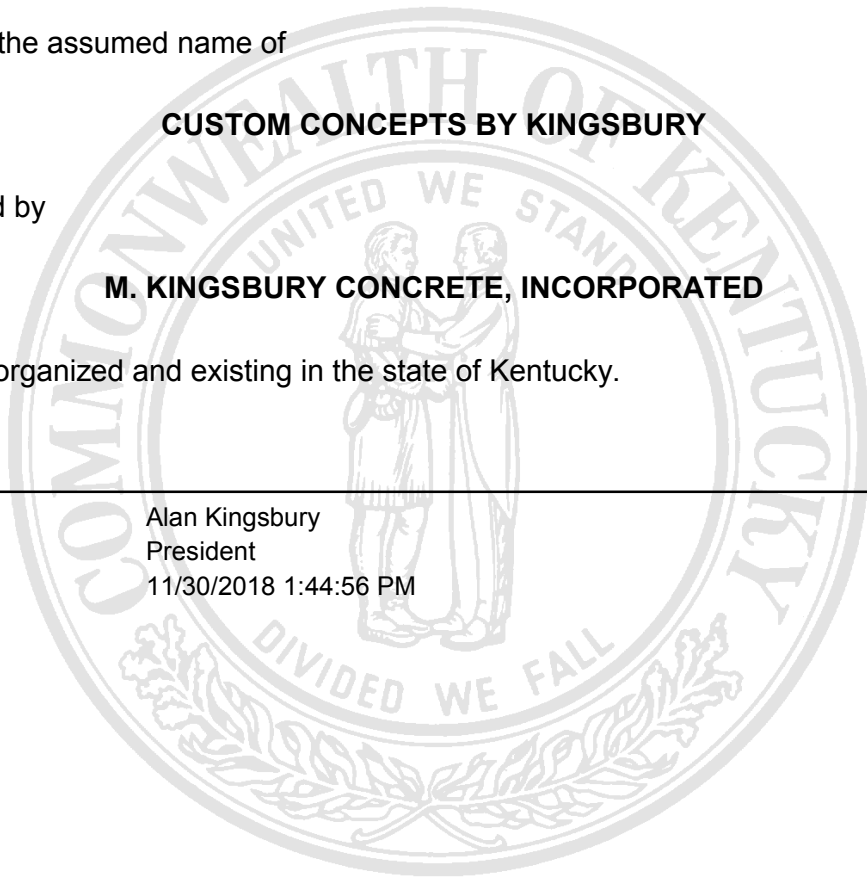 the assumed name of
CUSTOM CONCEPTS BY KINGSBURY
d by
M. KINGSBURY CONCRETE, INCORPORATED
organized and existing in the state of Kentucky.
Alan Kingsbury
President
11/30/2018 1:44:56 PM
COMMONWEALTH OF KENTUCKY
UNITED WE STAND
DIVIDED WE FALL